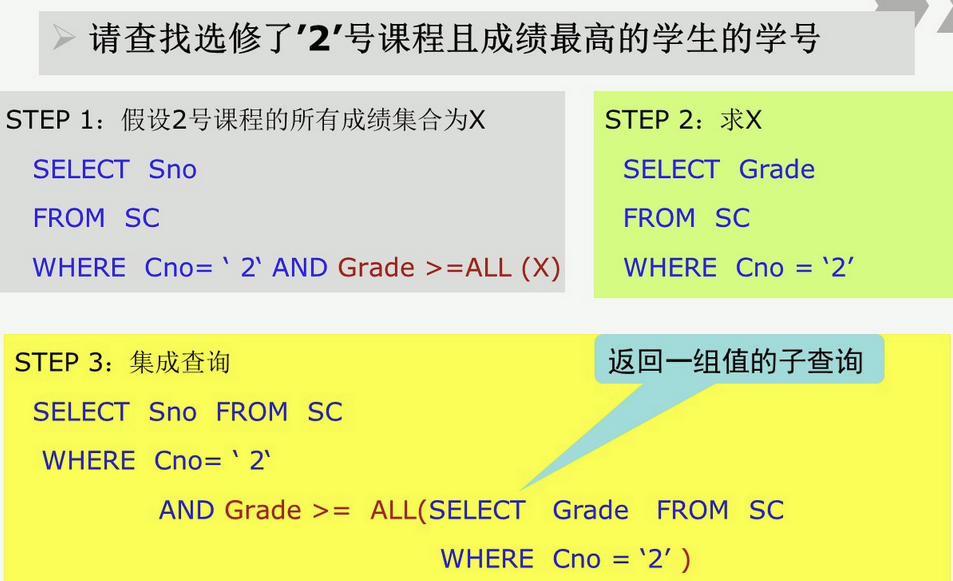 请查找选修了’2’号课程且成绩最高的学生的学号
STEP 1：假设2号课程的所有成绩集合为X
SELECT Sno
FROM SC
WHERE Cno= ‘ 2‘ AND Grade >=ALL (X)
STEP 2：求X
SELECT Grade
FROM SC
WHERE Cno = ‘2’
STEP 3：集成查询
返回一组值的子查询
SELECT Sno FROM SC
WHERE Cno= ‘ 2‘
AND Grade >= ALL(SELECT Grade FROM SC
WHERE Cno = ‘2’ )